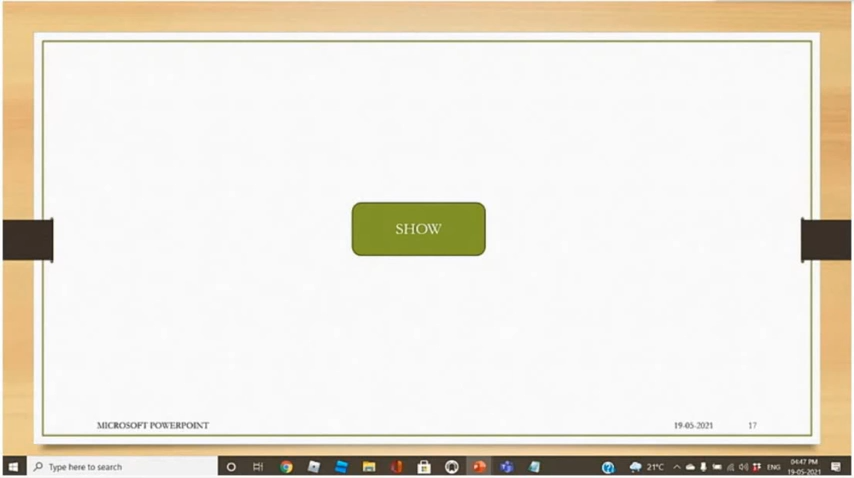 SHOW
MICROSOFT POWERPOINT
19-05-2021
17
Type here to search
21°C
ENG
04:47 PM
19-05-2021